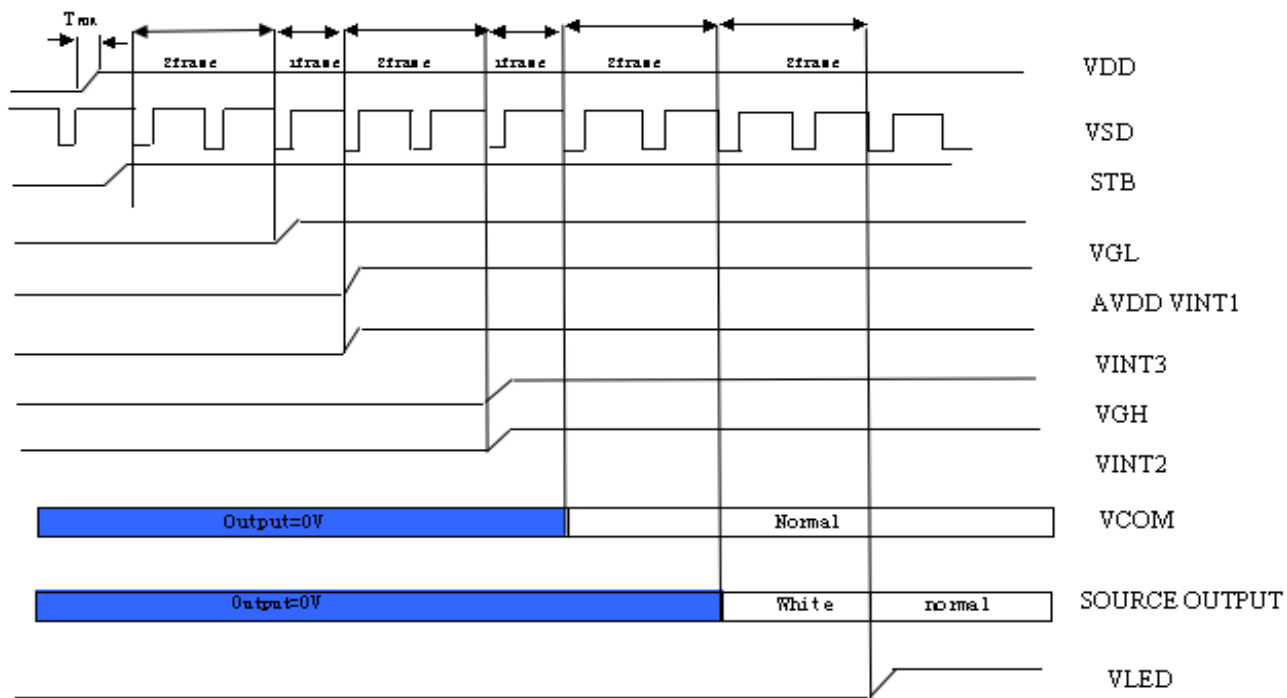 TPOR
2frame 1frame 2frame 1frame 2frame 2frame
VDD
VSD
STB
VGL
AVDD VINT1
VINT3
VGH
VINT2
Output=0V Normal VCOM
Output=0V White normal SOURCE OUTPUT
VLED